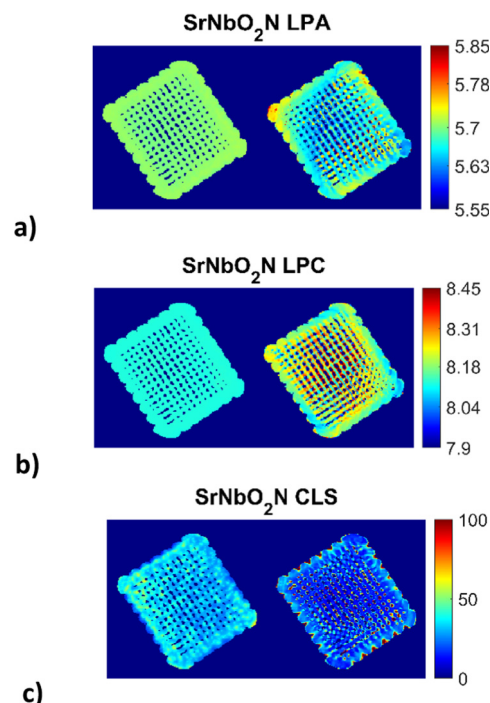 SrNbO₂N LPA
5.85
5.78
5.7
5.63
5.55
a)
SrNbO₂N LPC
8.45
8.31
8.18
8.04
7.9
b)
SrNbO₂N CLS
100
50
0
c)